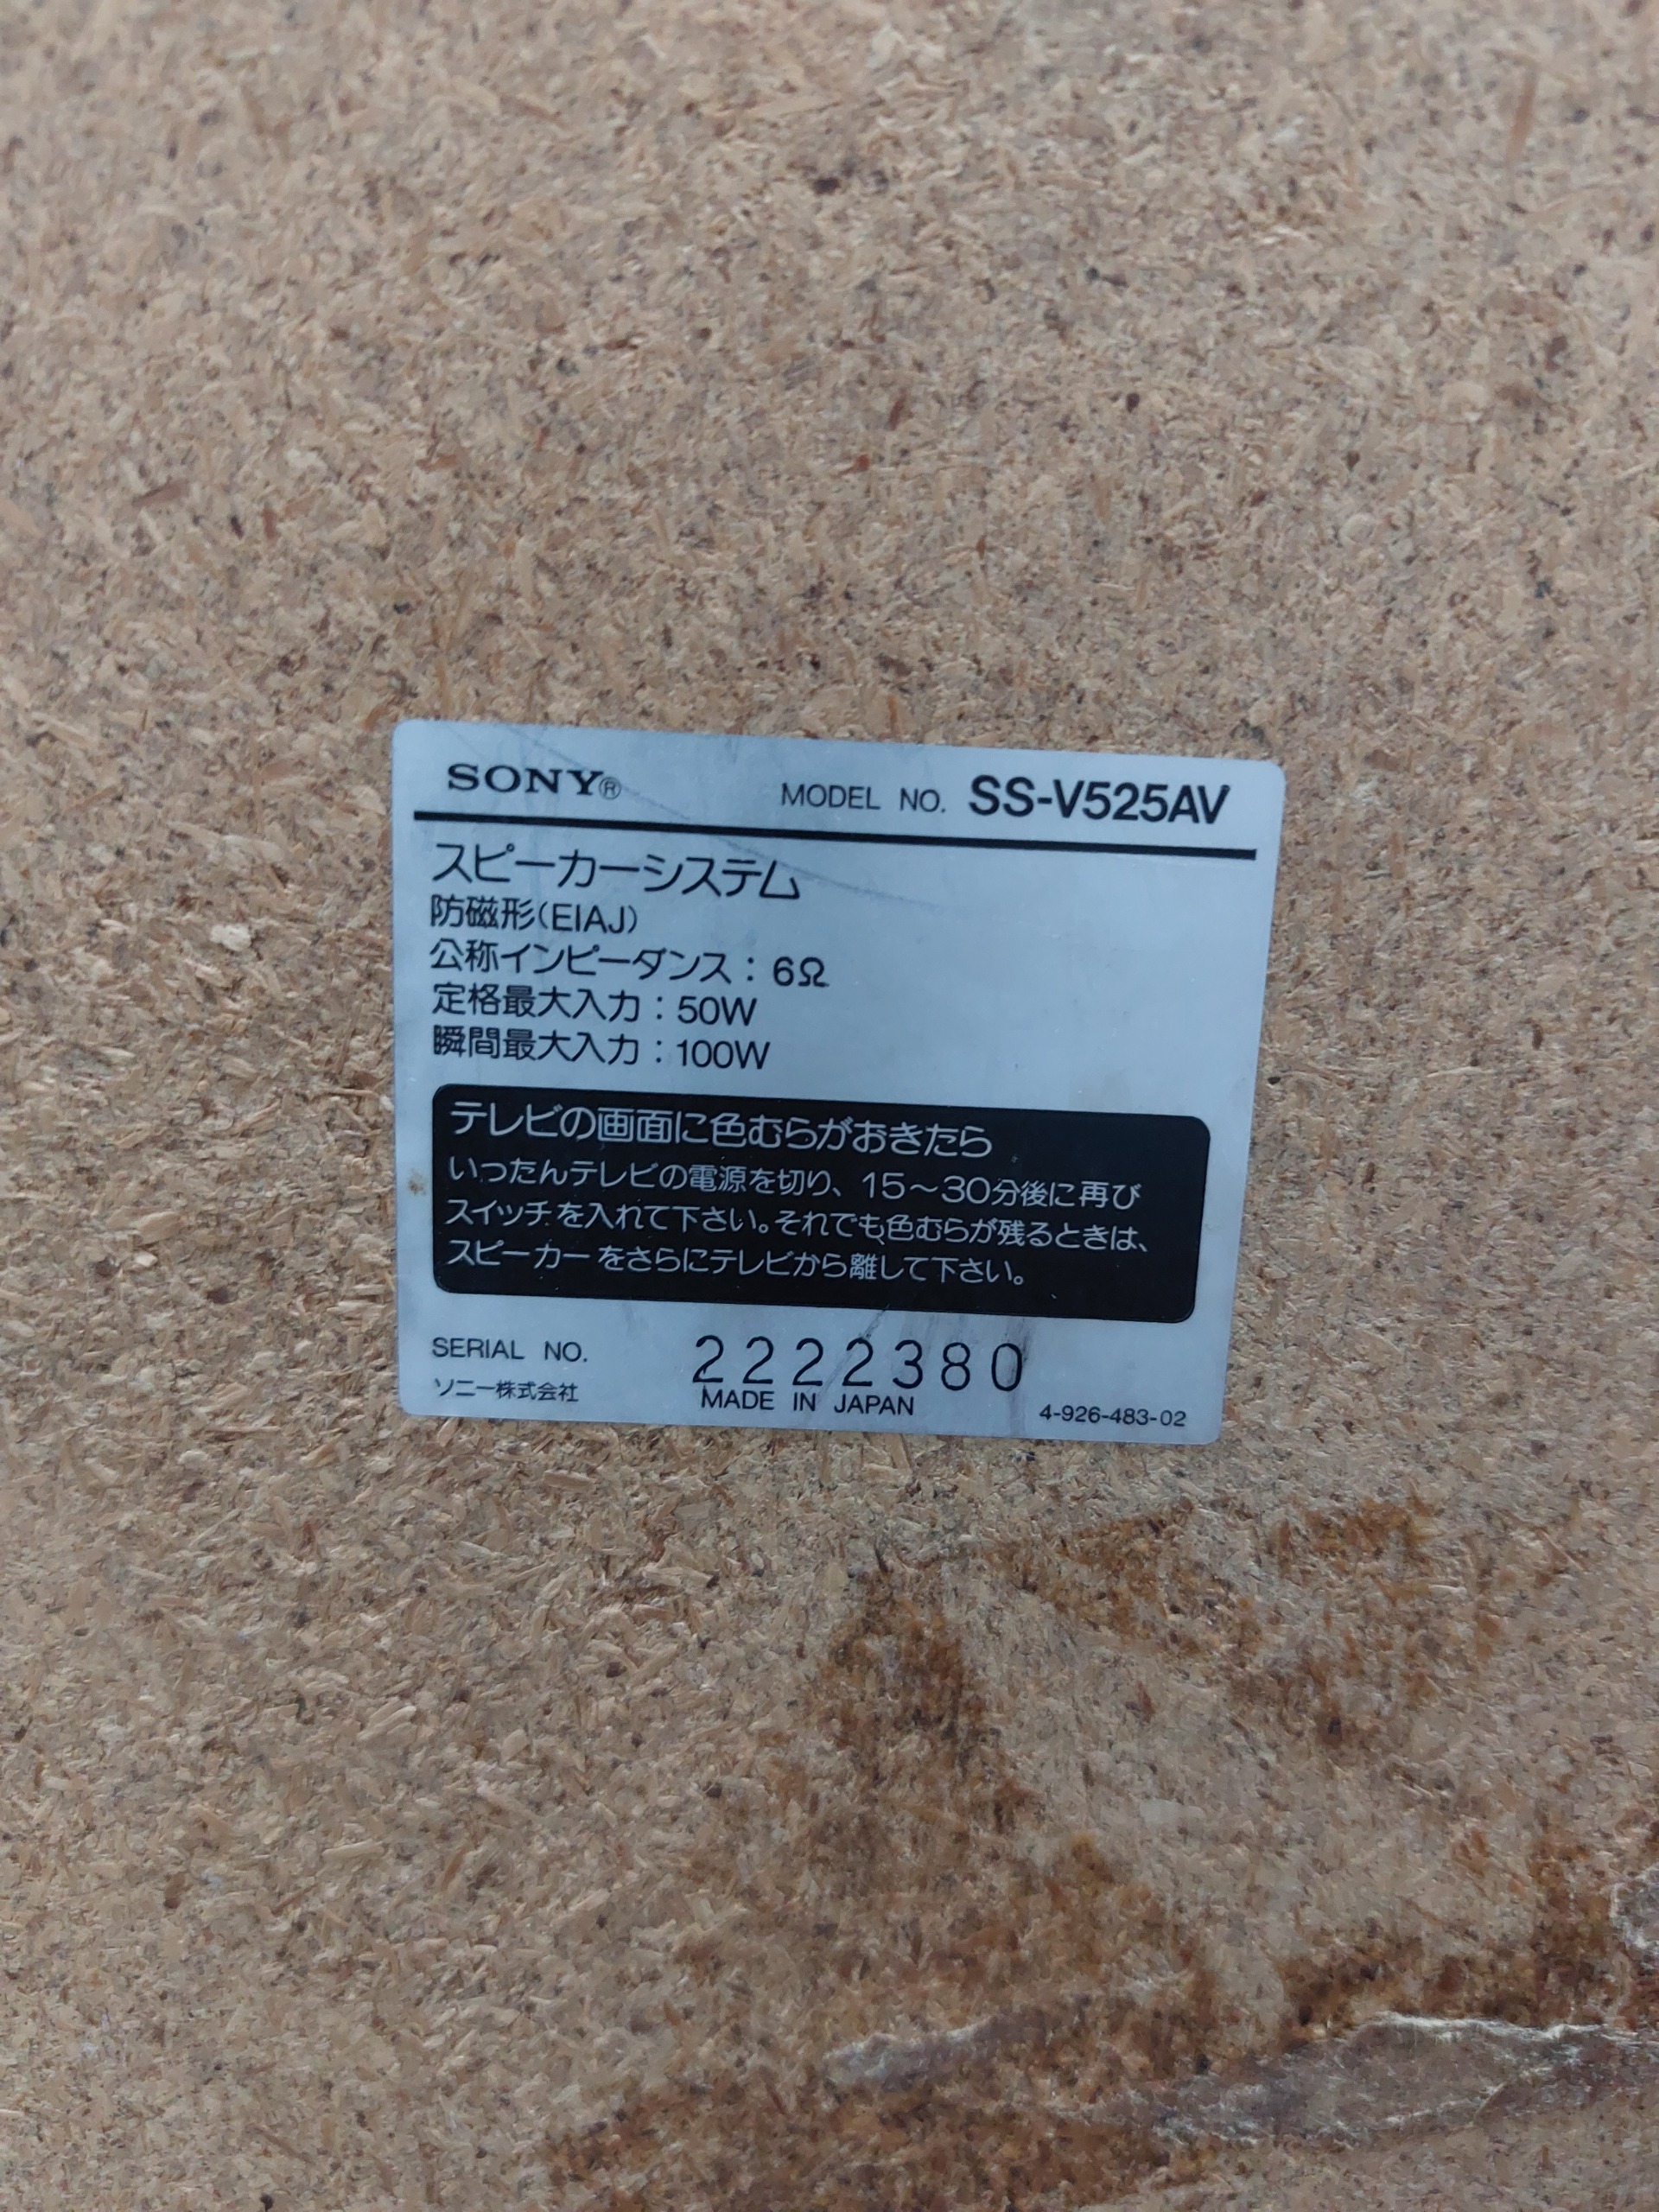 SONY®
MODEL NO. SS-V525AV
スピーカーシステム
防磁形(EIAJ)
公称インピーダンス：6Ω
定格最大入力：50W
瞬間最大入力：100W
テレビの画面に色むらがおきたら
いったんテレビの電源を切り、15〜30分後に再び
スイッチを入れて下さい。それでも色むらが残るときは、
スピーカーをさらにテレビから離して下さい。
SERIAL NO. 2222380
ソニー株式会社 MADE IN JAPAN 4-926-483-02